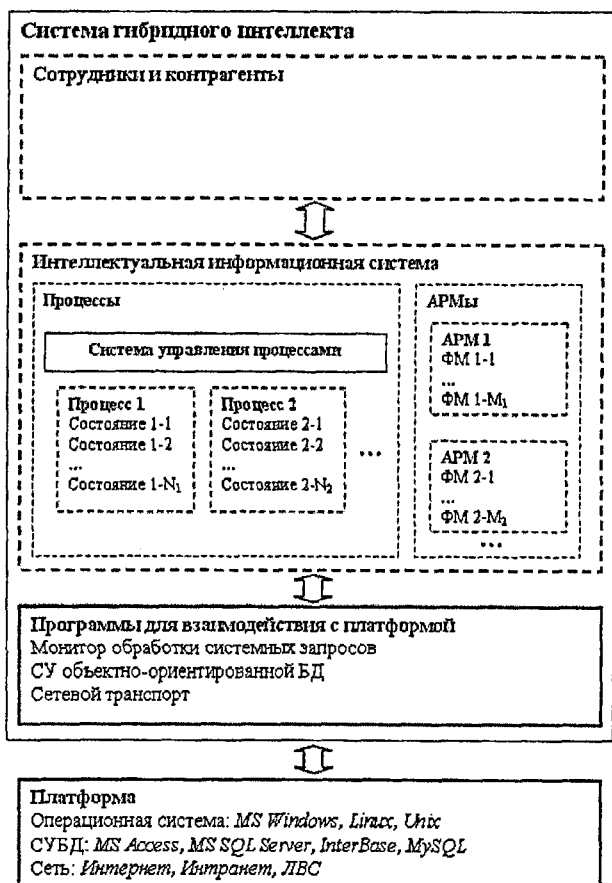 Система гибридного интеллекта
Сотрудники и контрагенты
Интеллектуальная информационная система
Процессы
Система управления процессами
Процесс 1
Состояние 1-1
Состояние 1-2
...
Состояние 1-N₁
Процесс 2
Состояние 2-1
Состояние 2-2
...
Состояние 2-N₂
...
АРМы
АРМ 1
ФМ 1-1
...
ФМ 1-M₁
АРМ 2
ФМ 2-1
...
ФМ 2-M₂
...
Программы для взаимодействия с платформой
Монитор обработки системных запросов
СУ объектно-ориентированной БД
Сетевой транспорт
Платформа
Операционная система: MS Windows, Linux, Unix
СУБД: MS Access, MS SQL Server, InterBase, MySQL
Сеть: Интернет, Интранет, ЛВС